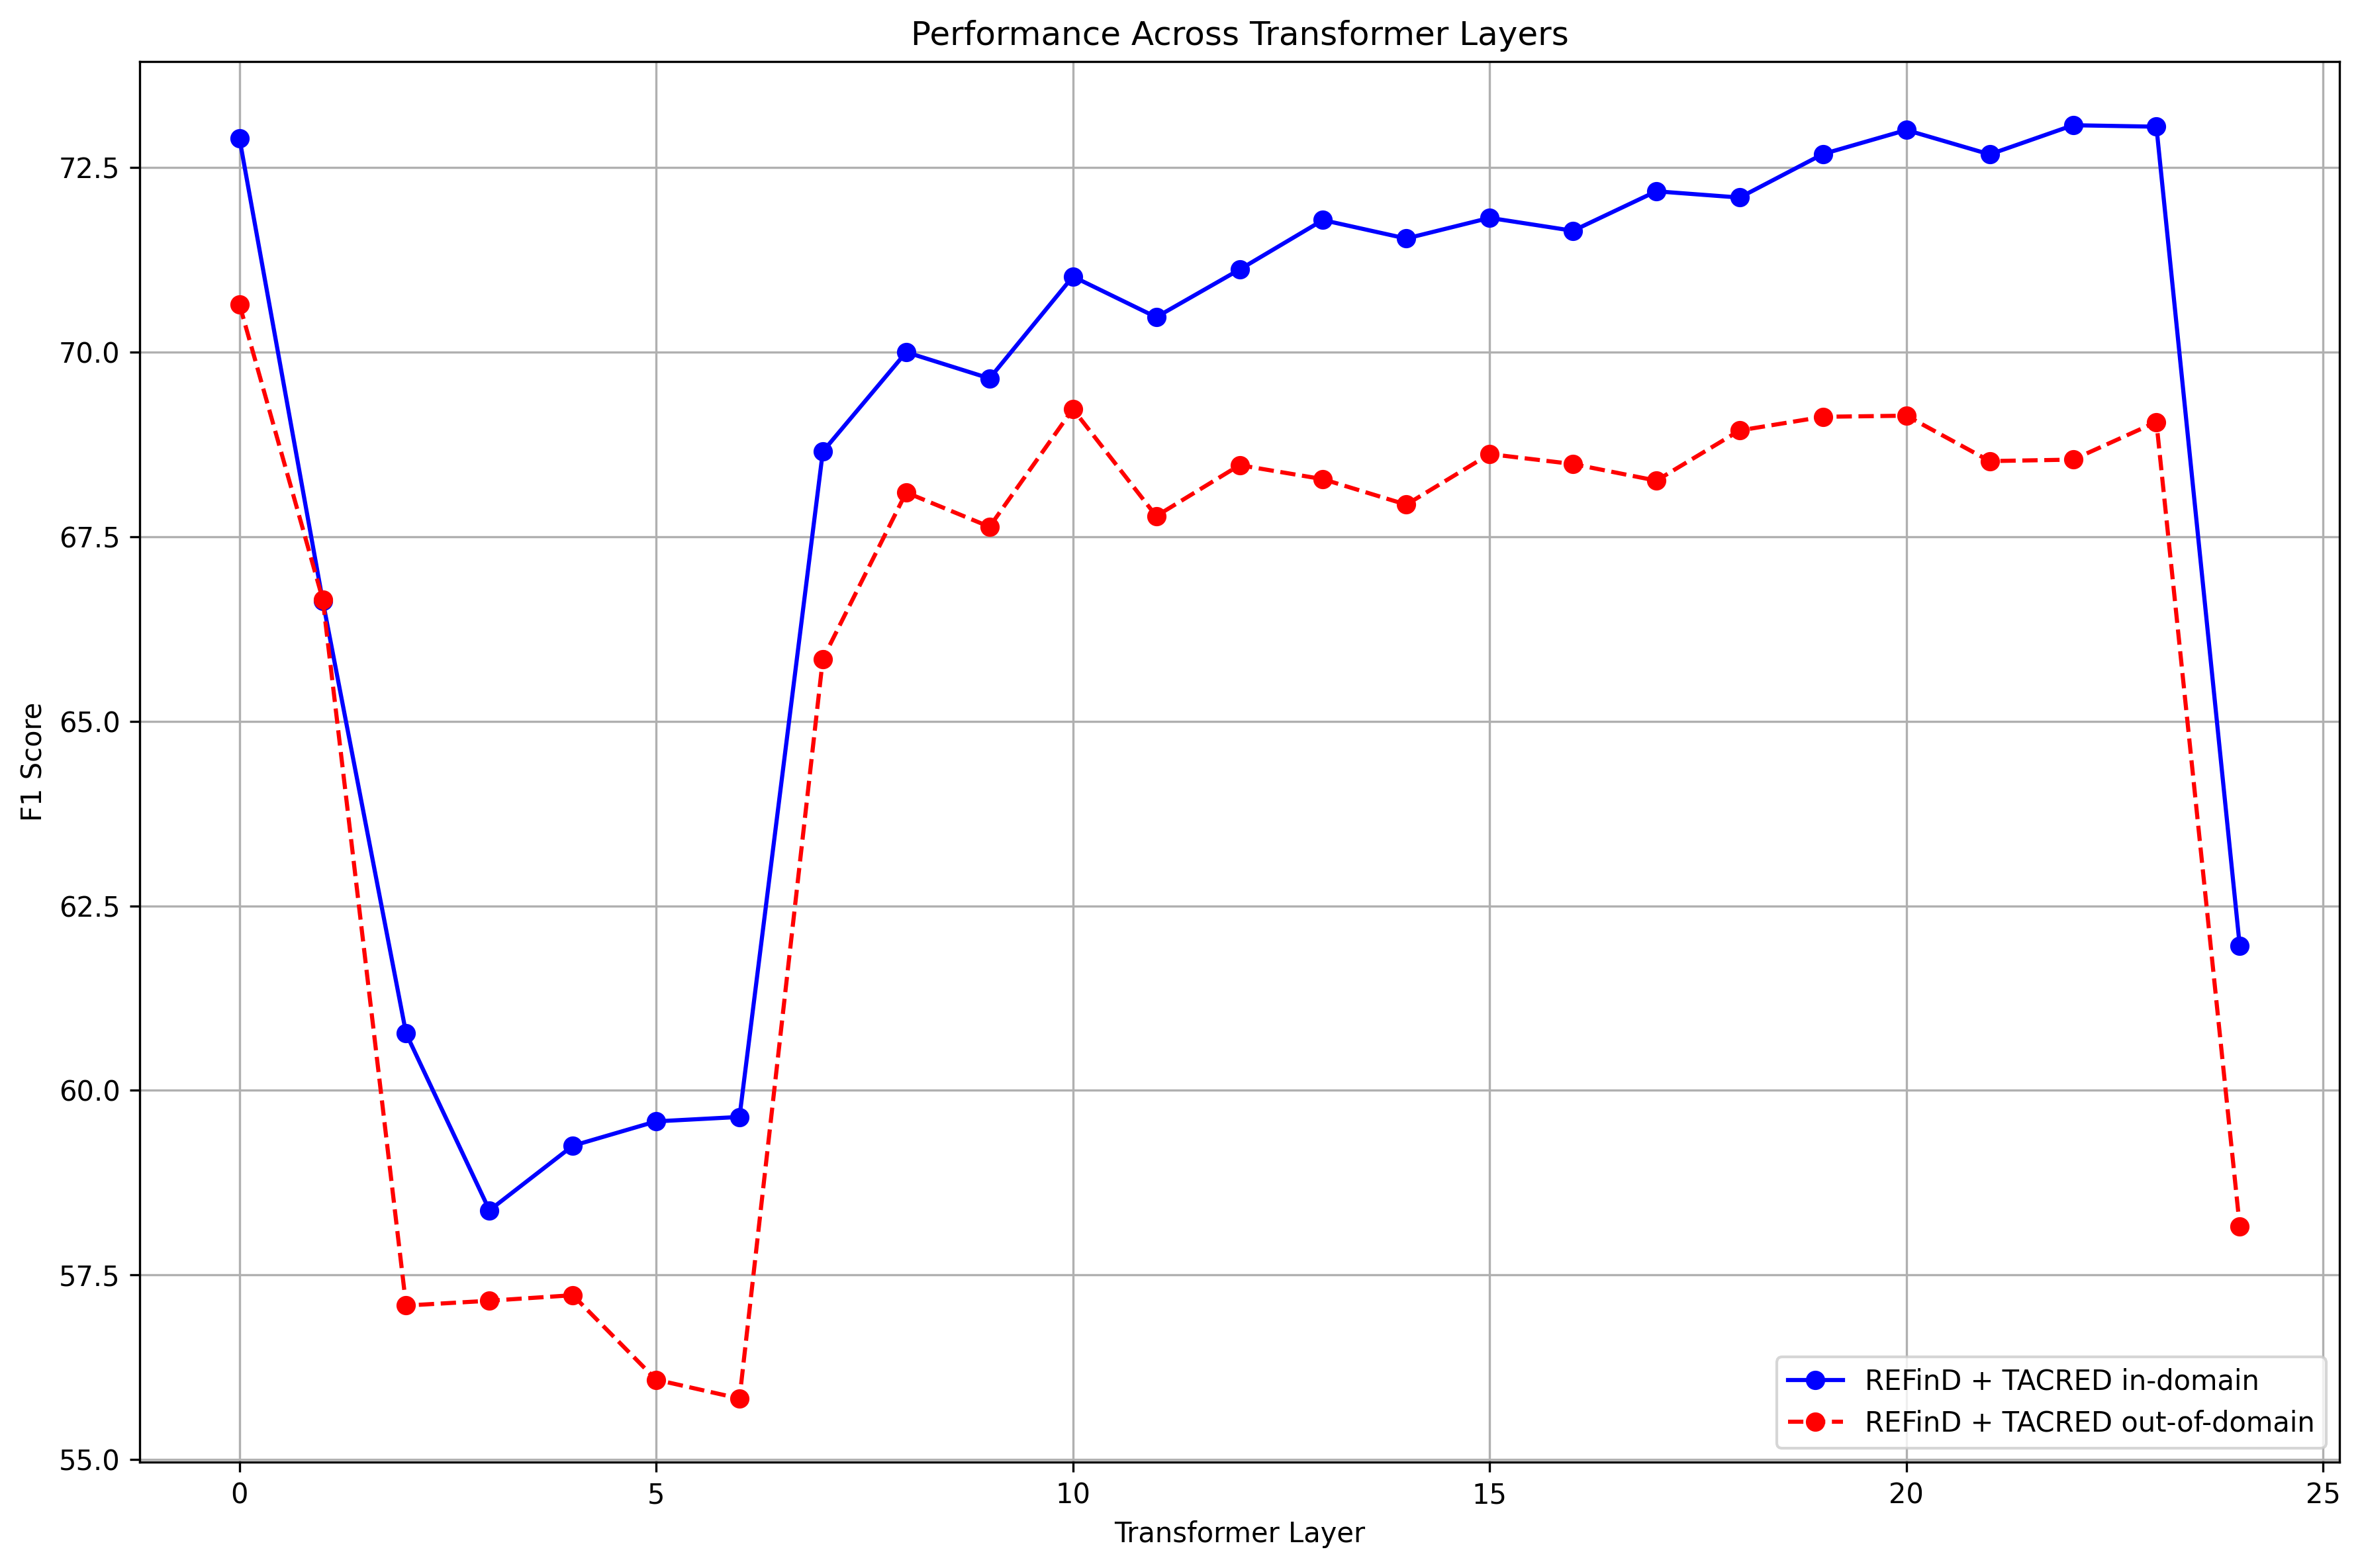 Performance Across Transformer Layers
F1 Score
72.5
70.0
67.5
65.0
62.5
60.0
57.5
55.0
0 5 10 15 20 25
Transformer Layer
REFinD + TACRED in-domain
REFinD + TACRED out-of-domain